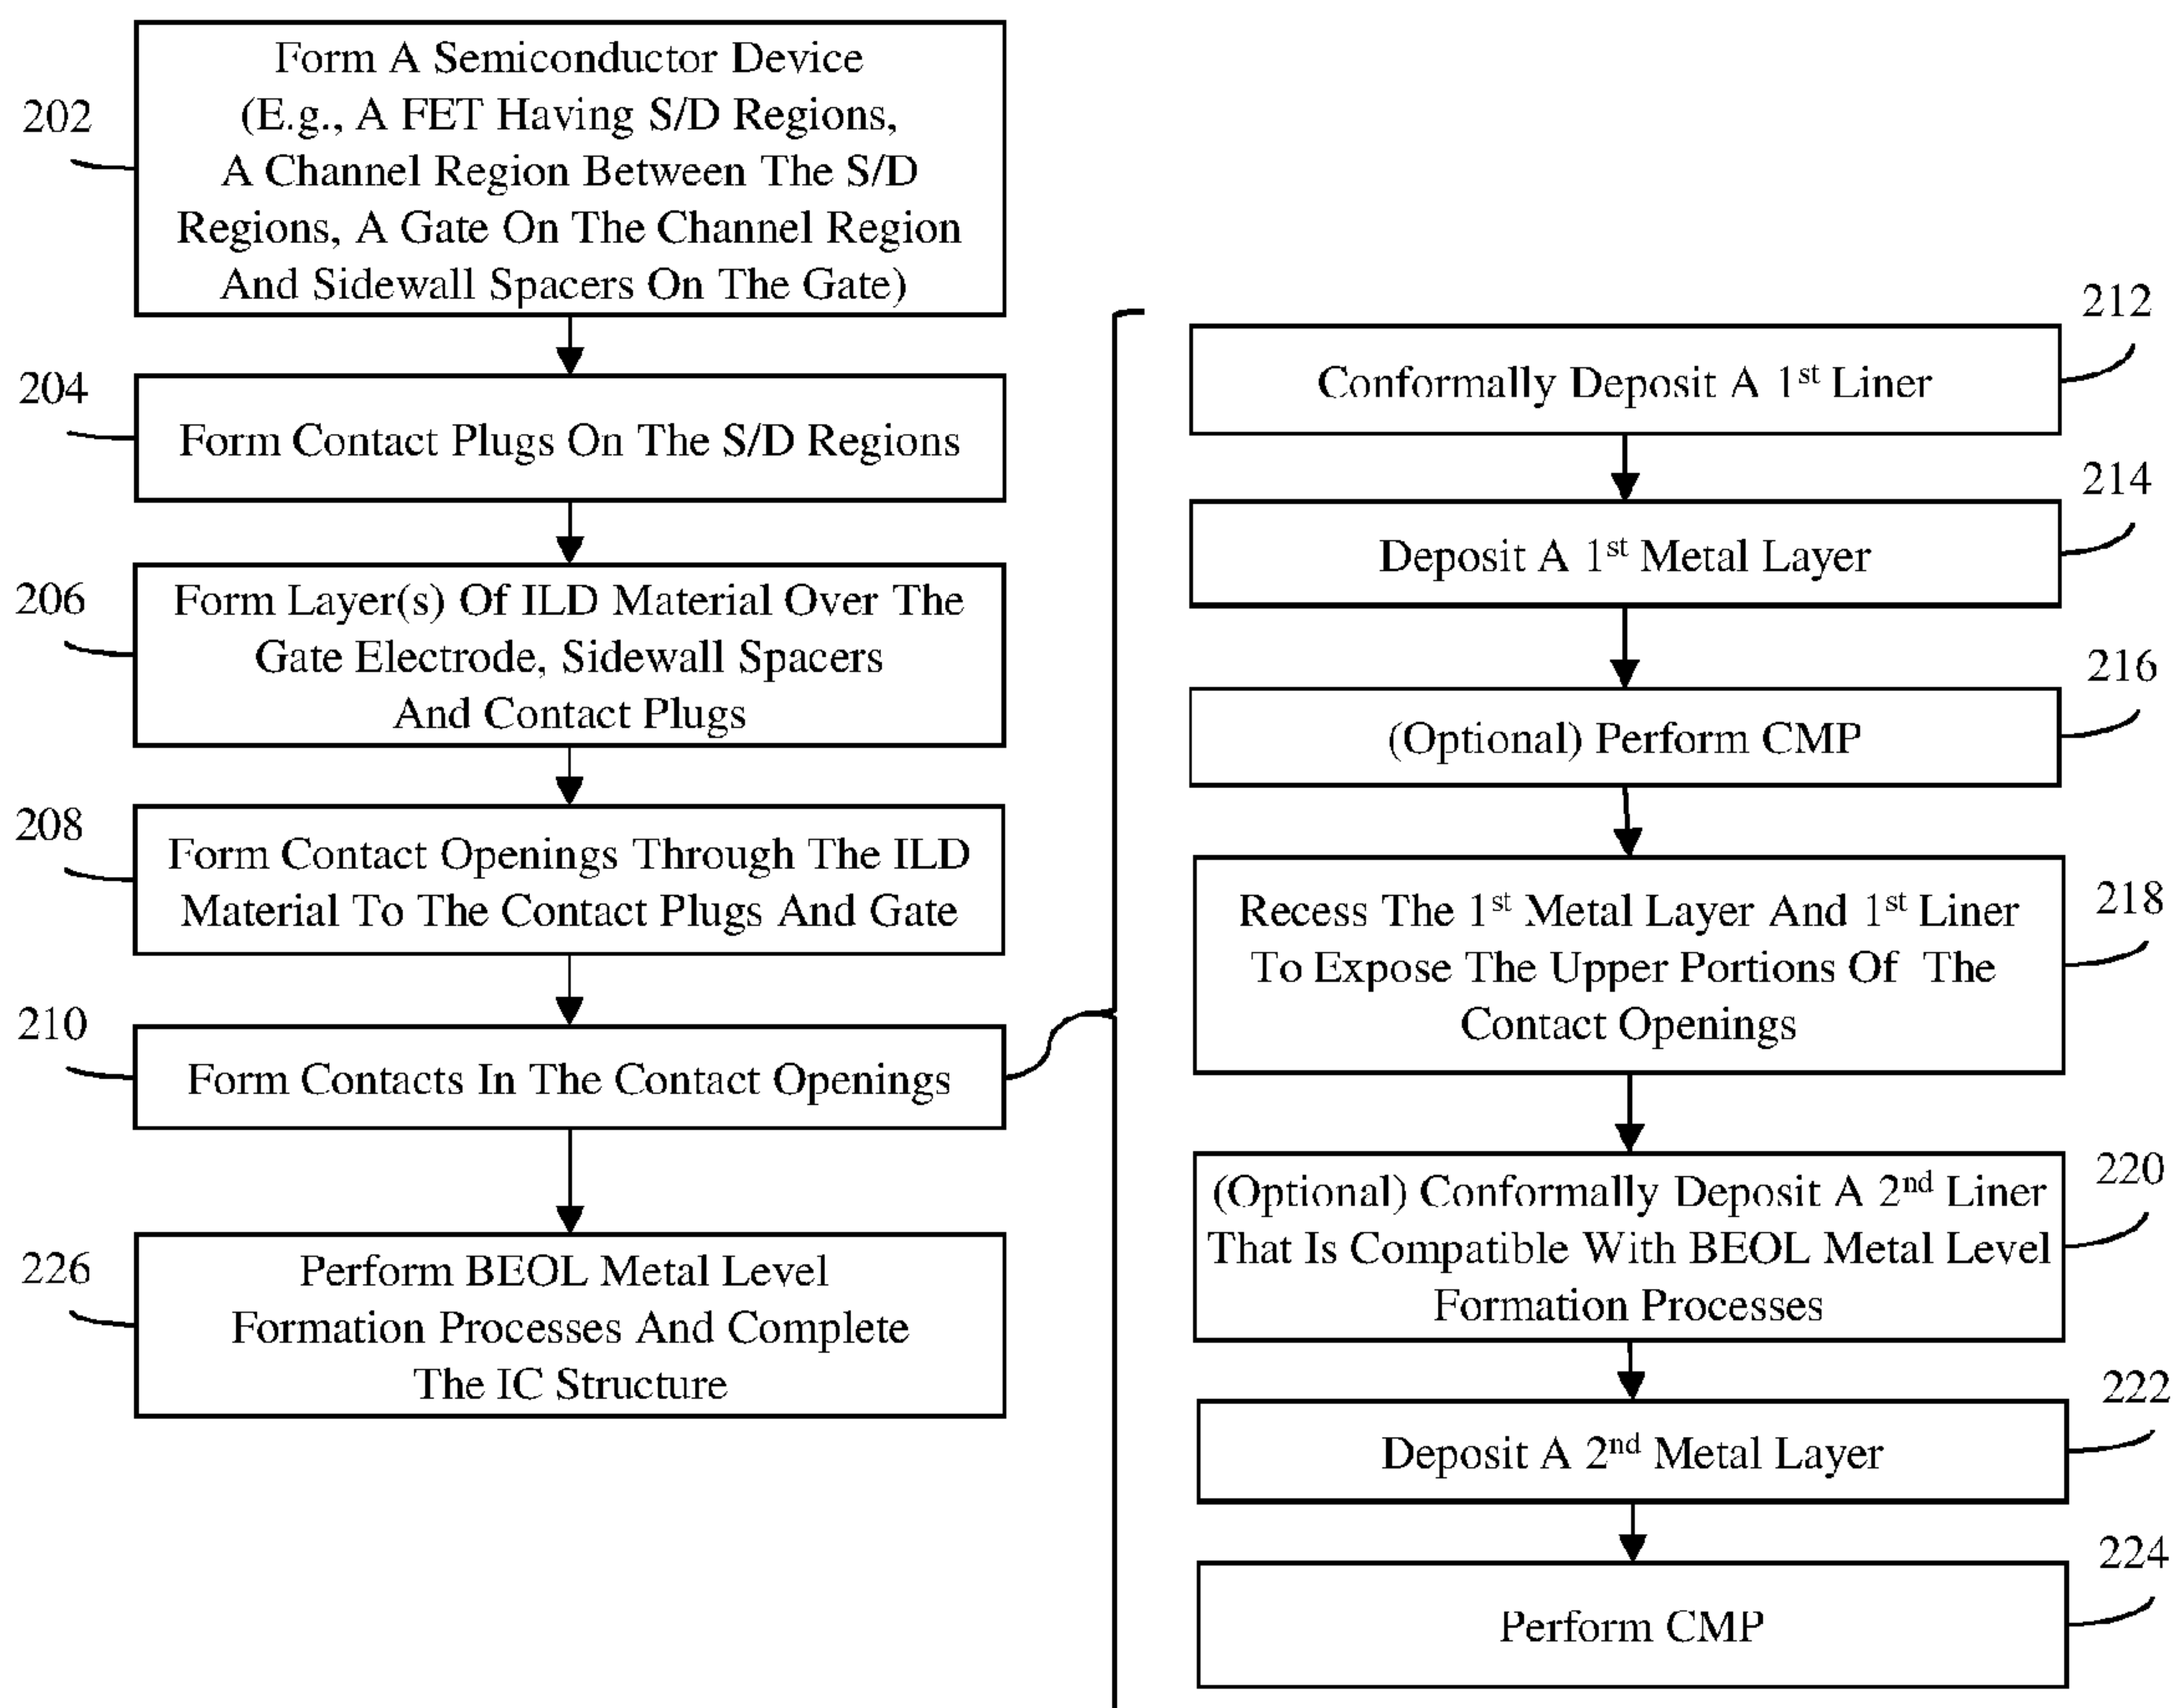 202
Form A Semiconductor Device
(E.g., A FET Having S/D Regions,
A Channel Region Between The S/D
Regions, A Gate On The Channel Region
And Sidewall Spacers On The Gate)
204
Form Contact Plugs On The S/D Regions
206
Form Layer(s) Of ILD Material Over The
Gate Electrode, Sidewall Spacers
And Contact Plugs
208
Form Contact Openings Through The ILD
Material To The Contact Plugs And Gate
210
Form Contacts In The Contact Openings
226
Perform BEOL Metal Level
Formation Processes And Complete
The IC Structure
212
Conformally Deposit A 1st Liner
214
Deposit A 1st Metal Layer
216
(Optional) Perform CMP
218
Recess The 1st Metal Layer And 1st Liner
To Expose The Upper Portions Of The
Contact Openings
220
(Optional) Conformally Deposit A 2nd Liner
That Is Compatible With BEOL Metal Level
Formation Processes
222
Deposit A 2nd Metal Layer
224
Perform CMP